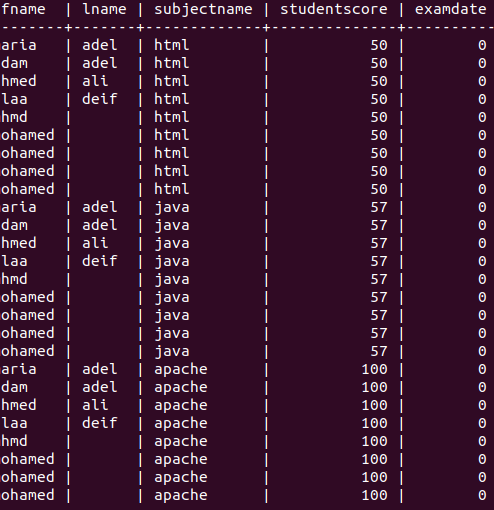 fname | lname | subjectname | studentscore | examdate
--------+-------+-------------+--------------+----------
aria | adel | html | 50 | 0
dam | adel | html | 50 | 0
hmed | ali | html | 50 | 0
laa | deif | html | 50 | 0
hmd | | html | 50 | 0
ohamed | | html | 50 | 0
ohamed | | html | 50 | 0
ohamed | | html | 50 | 0
ohamed | | html | 50 | 0
aria | adel | java | 57 | 0
dam | adel | java | 57 | 0
hmed | ali | java | 57 | 0
laa | deif | java | 57 | 0
hmd | | java | 57 | 0
ohamed | | java | 57 | 0
ohamed | | java | 57 | 0
ohamed | | java | 57 | 0
ohamed | | java | 57 | 0
aria | adel | apache | 100 | 0
dam | adel | apache | 100 | 0
hmed | ali | apache | 100 | 0
laa | deif | apache | 100 | 0
hmd | | apache | 100 | 0
ohamed | | apache | 100 | 0
ohamed | | apache | 100 | 0
ohamed | | apache | 100 | 0